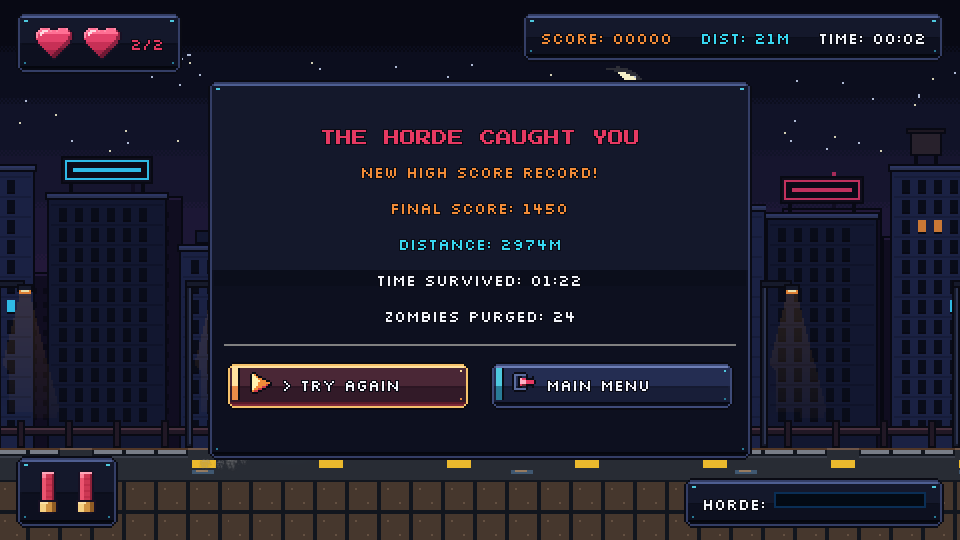 2/2
SCORE: 00000 DIST: 21M TIME: 00:02
THE HORDE CAUGHT YOU
NEW HIGH SCORE RECORD!
FINAL SCORE: 1450
DISTANCE: 2974M
TIME SURVIVED: 01:22
ZOMBIES PURGED: 24
> TRY AGAIN
MAIN MENU
HORDE: